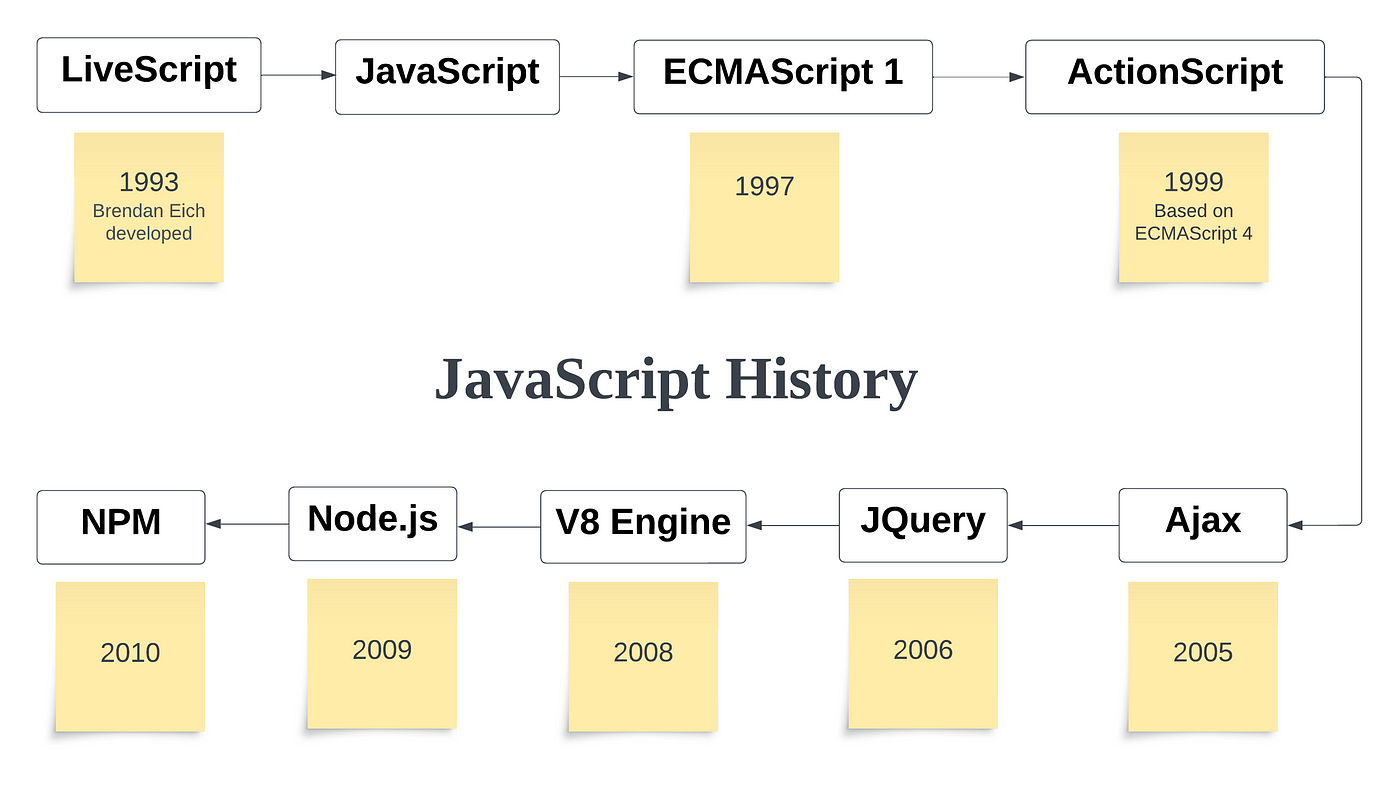 LiveScript
JavaScript
ECMAScript 1
ActionScript
1993
Brendan Eich
developed
1997
1999
Based on
ECMAScript 4
JavaScript History
NPM
Node.js
V8 Engine
JQuery
Ajax
2010
2009
2008
2006
2005